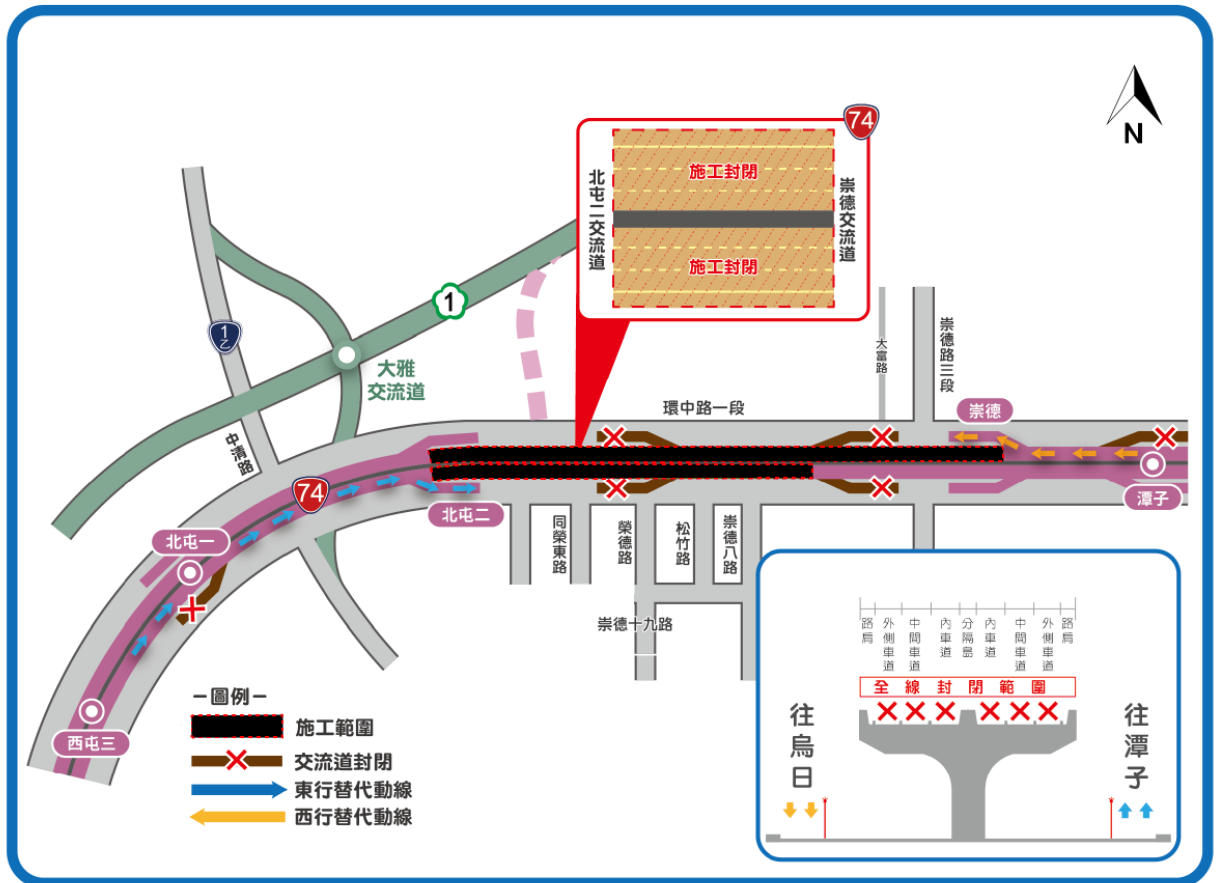 N
74
施工封閉
施工封閉
北屯二交流道
崇德交流道
1
1
乙
大雅
交流道
中清路
大富路
崇德路三段
環中路一段
崇德
潭子
74
北屯一
北屯二
西屯三
同榮東路
榮德路
松竹路
崇德八路
崇德十九路
－圖例－
施工範圍
交流道封閉
東行替代動線
西行替代動線
路肩
外側車道
中間車道
內車道
分隔島
內車道
中間車道
外側車道
路肩
全線封閉範圍
往烏日
往潭子